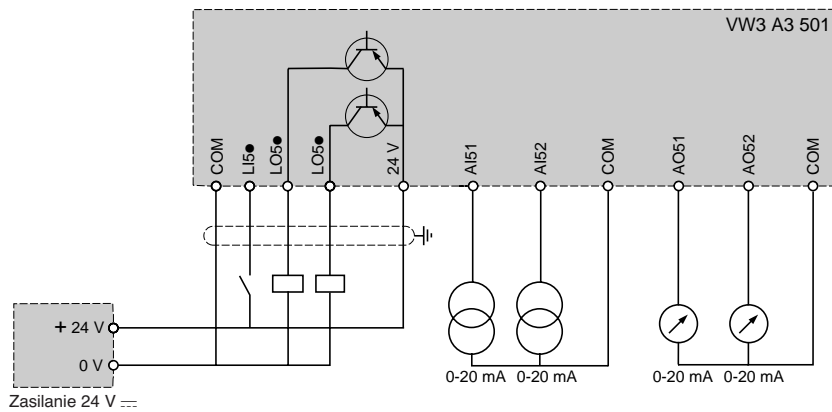 VW3 A3 501
COM
LI5●
LO5●
LO5●
24 V
AI51
AI52
COM
AO51
AO52
COM
+ 24 V
0 V
Zasilanie 24 V ⎓
0-20 mA
0-20 mA
0-20 mA
0-20 mA